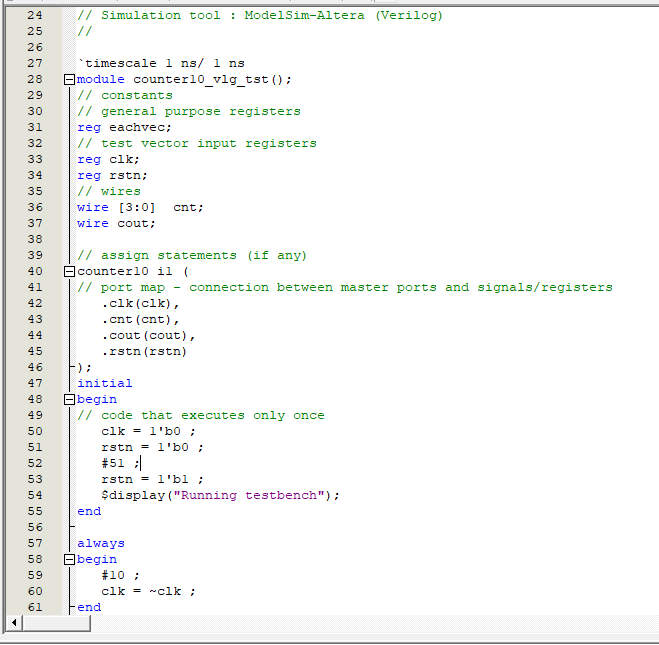 24 // Simulation tool : ModelSim-Altera (Verilog)
25 //
26
27 `timescale 1 ns/ 1 ns
28 module counter10_vlg_tst();
29 // constants
30 // general purpose registers
31 reg eachvec;
32 // test vector input registers
33 reg clk;
34 reg rstn;
35 // wires
36 wire [3:0]  cnt;
37 wire cout;
38
39 // assign statements (if any)
40 counter10 i1 (
41 // port map - connection between master ports and signals/registers
42    .clk(clk),
43    .cnt(cnt),
44    .cout(cout),
45    .rstn(rstn)
46 );
47 initial
48 begin
49 // code that executes only once
50    clk = 1'b0 ;
51    rstn = 1'b0 ;
52    #51 ;
53    rstn = 1'b1 ;
54    $display("Running testbench");
55 end
56
57 always
58 begin
59    #10 ;
60    clk = ~clk ;
61 end